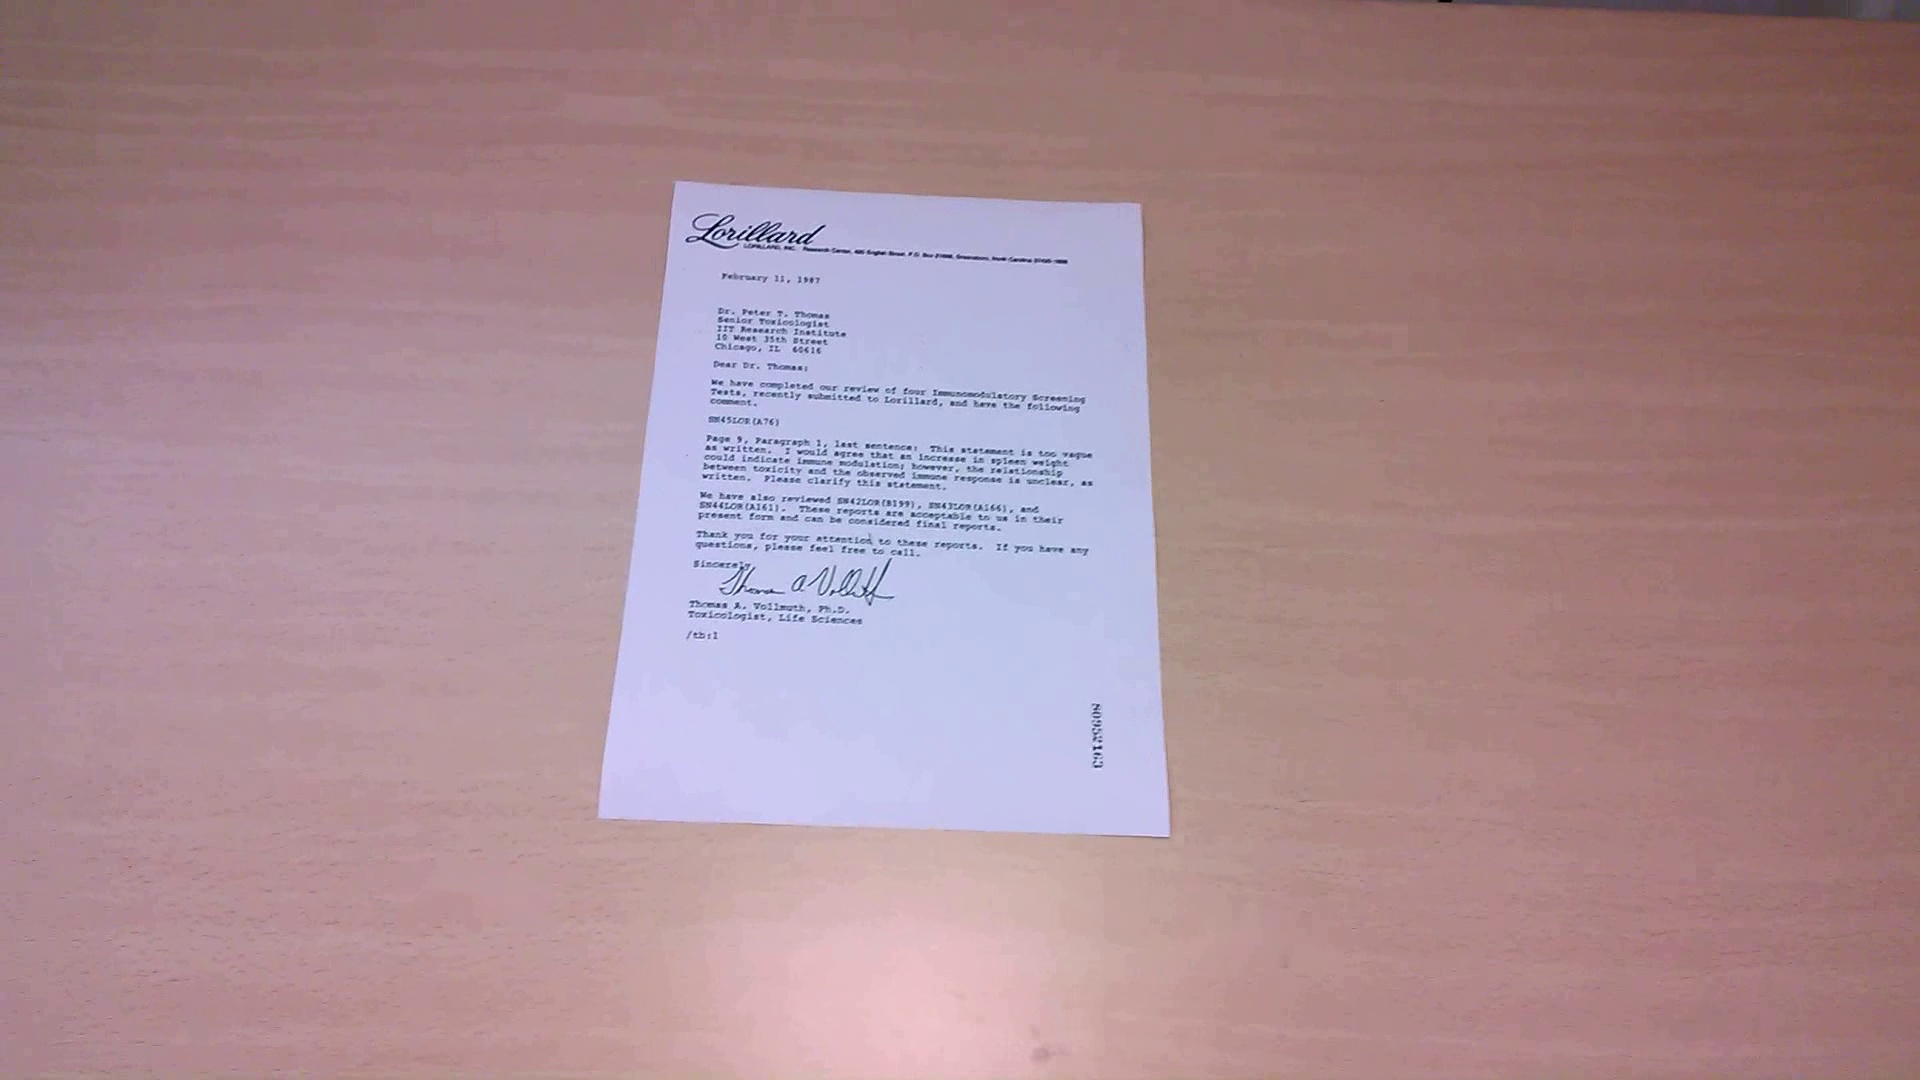 Lorillard
LORILLARD, INC. Research Center, 420 English Street, P.O. Box 21688, Greensboro, North Carolina 27420-1688
February 11, 1987
Dr. Peter T. Thomas
Senior Toxicologist
IIT Research Institute
10 West 35th Street
Chicago, IL 60616
Dear Dr. Thomas:
We have completed our review of four Immunomodulatory Screening
Tests, recently submitted to Lorillard, and have the following
comment.
SN45LOR(A76)
Page 9, Paragraph 1, last sentence: This statement is too vague
as written. I would agree that an increase in spleen weight
could indicate immune modulation; however, the relationship
between toxicity and the observed immune response is unclear, as
written. Please clarify this statement.
We have also reviewed SN42LOR(B199), SN43LOR(A166), and
SN44LOR(A161). These reports are acceptable to us in their
present form and can be considered final reports.
Thank you for your attention to these reports. If you have any
questions, please feel free to call.
Sincerely,
Thomas A Vollmuth
Thomas A. Vollmuth, Ph.D.
Toxicologist, Life Sciences
/tb:1
80952163